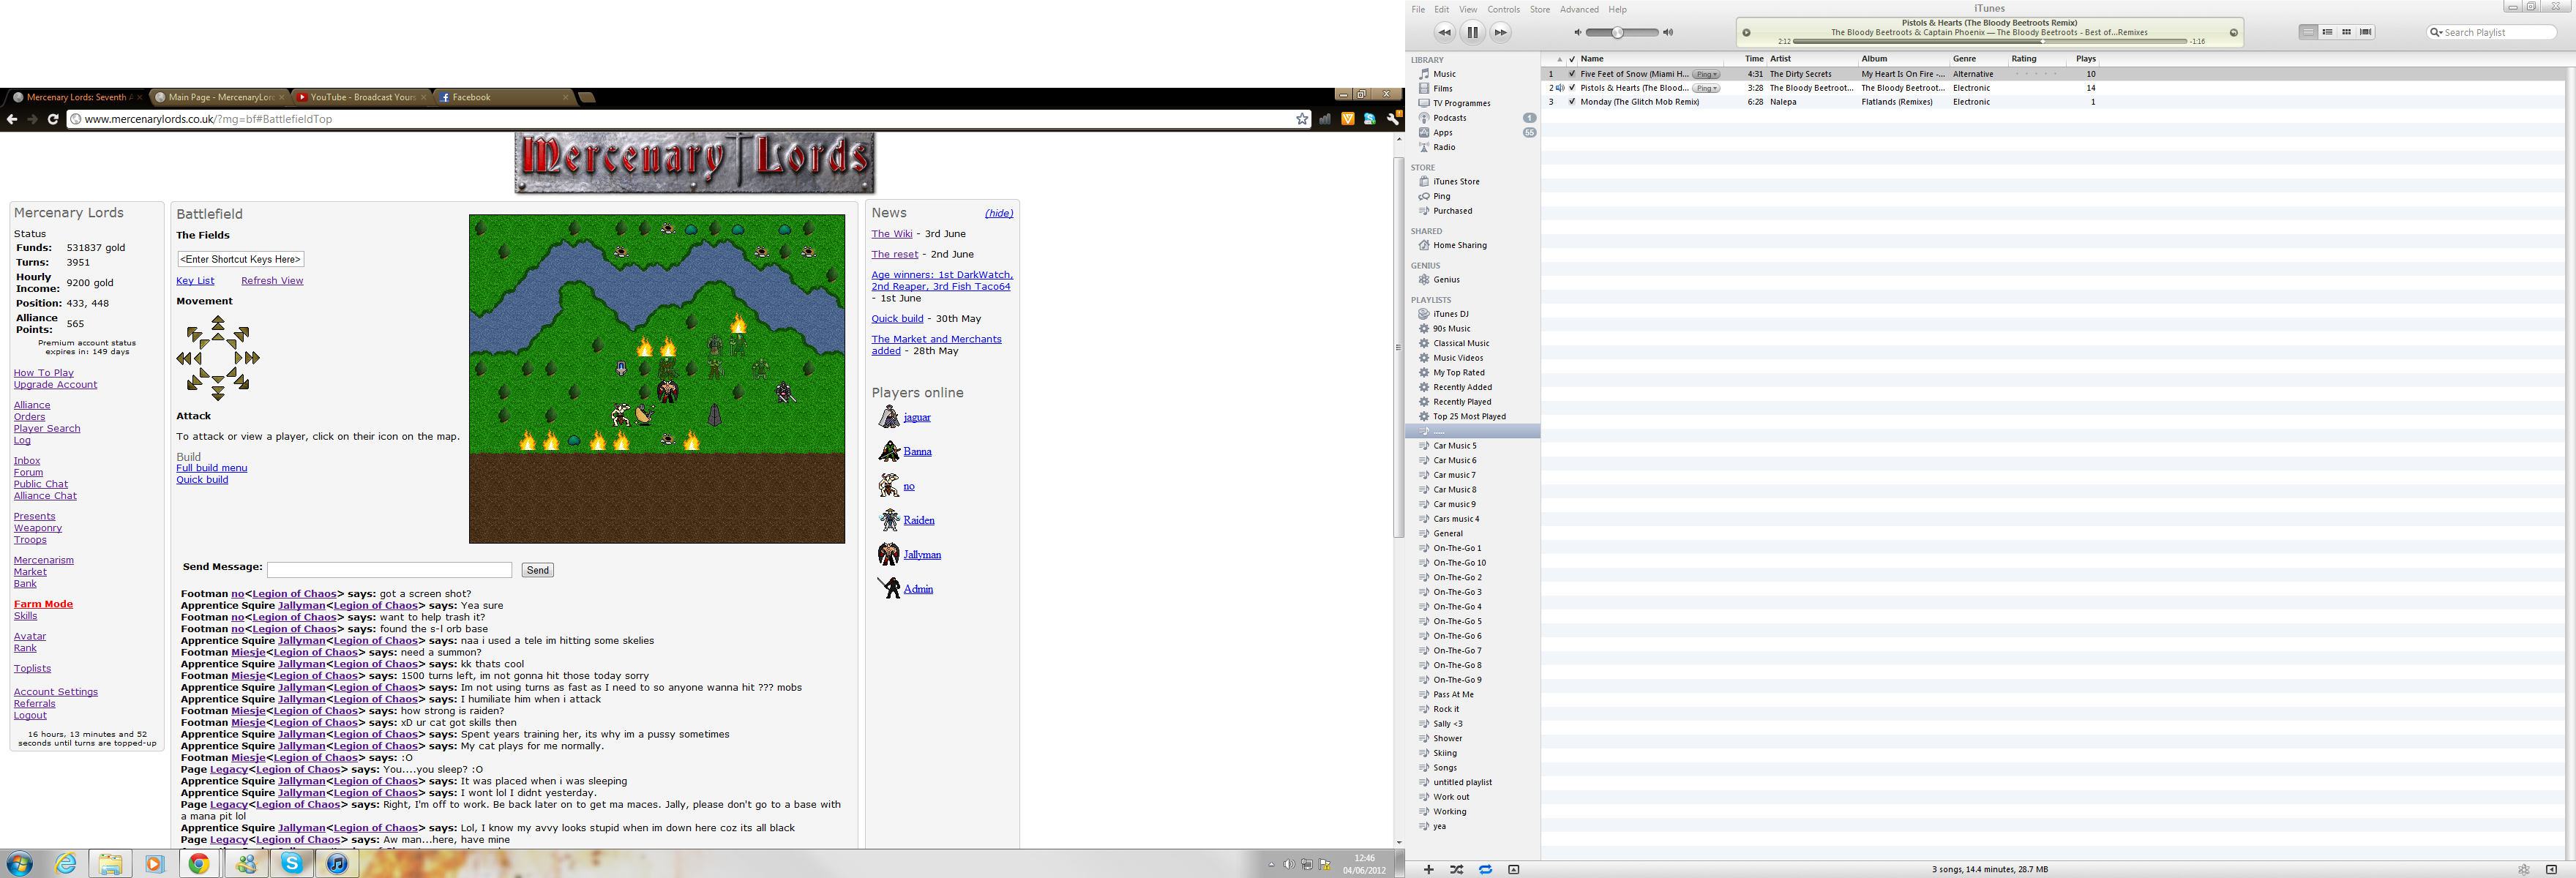 Mercenary Lords: Seventh A
Main Page - MercenaryLord
YouTube - Broadcast Yours
Facebook
www.mercenarylords.co.uk/?mg=bf#BattlefieldTop
Mercenary Lords
Mercenary Lords
Status
Funds: 531837 gold
Turns: 3951
Hourly Income: 9200 gold
Position: 433, 448
Alliance Points: 565
Premium account status
expires in: 149 days
How To Play
Upgrade Account
Alliance
Orders
Player Search
Log
Inbox
Forum
Public Chat
Alliance Chat
Presents
Weaponry
Troops
Mercenarism
Market
Bank
Farm Mode
Skills
Avatar
Rank
Toplists
Account Settings
Referrals
Logout
16 hours, 13 minutes and 52
seconds until turns are topped-up
Battlefield
The Fields
<Enter Shortcut Keys Here>
Key List Refresh View
Movement
Attack
To attack or view a player, click on their icon on the map.
Build
Full build menu
Quick build
Send Message: Send
Footman no<Legion of Chaos> says: got a screen shot?
Apprentice Squire Jallyman<Legion of Chaos> says: Yea sure
Footman no<Legion of Chaos> says: want to help trash it?
Footman no<Legion of Chaos> says: found the s-l orb base
Apprentice Squire Jallyman<Legion of Chaos> says: naa i used a tele im hitting some skelies
Footman Miesje<Legion of Chaos> says: need a summon?
Apprentice Squire Jallyman<Legion of Chaos> says: kk thats cool
Footman Miesje<Legion of Chaos> says: 1500 turns left, im not gonna hit those today sorry
Apprentice Squire Jallyman<Legion of Chaos> says: Im not using turns as fast as I need to so anyone wanna hit ??? mobs
Apprentice Squire Jallyman<Legion of Chaos> says: I humiliate him when i attack
Footman Miesje<Legion of Chaos> says: how strong is raiden?
Footman Miesje<Legion of Chaos> says: xD ur cat got skills then
Apprentice Squire Jallyman<Legion of Chaos> says: Spent years training her, its why im a pussy sometimes
Apprentice Squire Jallyman<Legion of Chaos> says: My cat plays for me normally.
Footman Miesje<Legion of Chaos> says: :O
Page Legacy<Legion of Chaos> says: You....you sleep? :O
Apprentice Squire Jallyman<Legion of Chaos> says: It was placed when i was sleeping
Apprentice Squire Jallyman<Legion of Chaos> says: I wont lol I didnt yesterday.
Page Legacy<Legion of Chaos> says: Right, I'm off to work. Be back later on to get ma maces. Jally, please don't go to a base with
a mana pit lol
Apprentice Squire Jallyman<Legion of Chaos> says: Lol, I know my avvy looks stupid when im down here coz its all black
Page Legacy<Legion of Chaos> says: Aw man...here, have mine
News (hide)
The Wiki - 3rd June
The reset - 2nd June
Age winners: 1st DarkWatch,
2nd Reaper, 3rd Fish Taco64
- 1st June
Quick build - 30th May
The Market and Merchants
added - 28th May
Players online
jaguar
Banna
no
Raiden
Jallyman
Admin
12:46
04/06/2012
File Edit View Controls Store Advanced Help
iTunes
Pistols & Hearts (The Bloody Beetroots Remix)
The Bloody Beetroots & Captain Phoenix — The Bloody Beetroots - Best of...Remixes
2:12 -1:16
Search Playlist
LIBRARY
Music
Films
TV Programmes
Podcasts 1
Apps 55
Radio
STORE
iTunes Store
Ping
Purchased
SHARED
Home Sharing
GENIUS
Genius
PLAYLISTS
iTunes DJ
90s Music
Classical Music
Music Videos
My Top Rated
Recently Added
Recently Played
Top 25 Most Played
.....
Car Music 5
Car Music 6
Car music 7
Car Music 8
Car music 9
Cars music 4
General
On-The-Go 1
On-The-Go 10
On-The-Go 2
On-The-Go 3
On-The-Go 4
On-The-Go 5
On-The-Go 6
On-The-Go 7
On-The-Go 8
On-The-Go 9
Pass At Me
Rock it
Sally <3
Shower
Skiing
Songs
untitled playlist
Work out
Working
yea
Name Time Artist Album Genre Rating Plays
1 Five Feet of Snow (Miami H... Ping 4:31 The Dirty Secrets My Heart Is On Fire -... Alternative 10
2 Pistols & Hearts (The Blood... Ping 3:28 The Bloody Beetroot... The Bloody Beetroot... Electronic 14
3 Monday (The Glitch Mob Remix) 6:28 Nalepa Flatlands (Remixes) Electronic 1
3 songs, 14.4 minutes, 28.7 MB